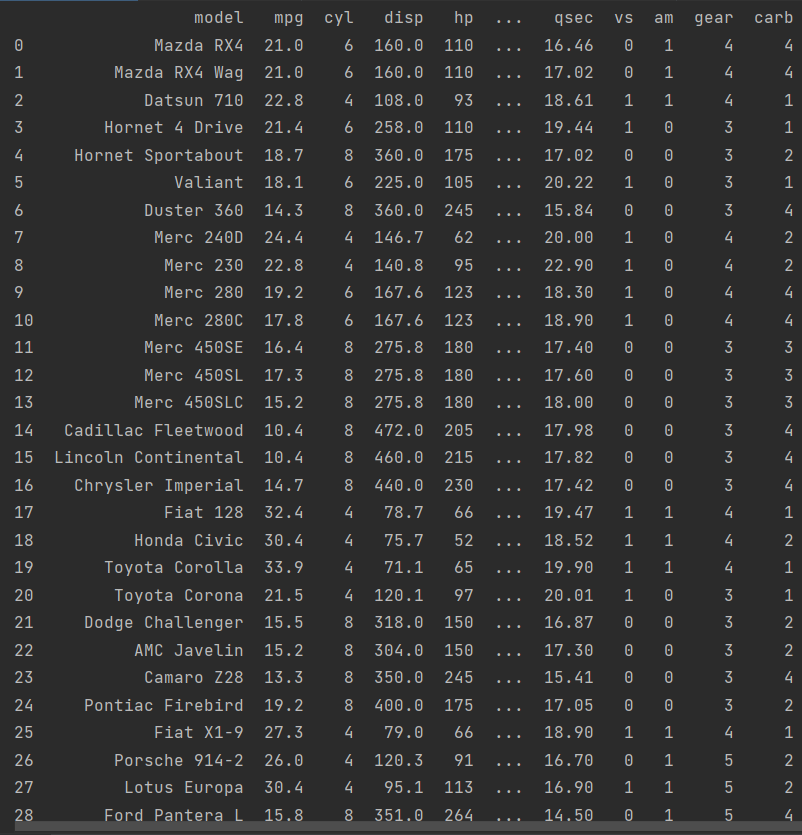 model mpg cyl disp hp ... qsec vs am gear carb
0 Mazda RX4 21.0 6 160.0 110 ... 16.46 0 1 4 4
1 Mazda RX4 Wag 21.0 6 160.0 110 ... 17.02 0 1 4 4
2 Datsun 710 22.8 4 108.0 93 ... 18.61 1 1 4 1
3 Hornet 4 Drive 21.4 6 258.0 110 ... 19.44 1 0 3 1
4 Hornet Sportabout 18.7 8 360.0 175 ... 17.02 0 0 3 2
5 Valiant 18.1 6 225.0 105 ... 20.22 1 0 3 1
6 Duster 360 14.3 8 360.0 245 ... 15.84 0 0 3 4
7 Merc 240D 24.4 4 146.7 62 ... 20.00 1 0 4 2
8 Merc 230 22.8 4 140.8 95 ... 22.90 1 0 4 2
9 Merc 280 19.2 6 167.6 123 ... 18.30 1 0 4 4
10 Merc 280C 17.8 6 167.6 123 ... 18.90 1 0 4 4
11 Merc 450SE 16.4 8 275.8 180 ... 17.40 0 0 3 3
12 Merc 450SL 17.3 8 275.8 180 ... 17.60 0 0 3 3
13 Merc 450SLC 15.2 8 275.8 180 ... 18.00 0 0 3 3
14 Cadillac Fleetwood 10.4 8 472.0 205 ... 17.98 0 0 3 4
15 Lincoln Continental 10.4 8 460.0 215 ... 17.82 0 0 3 4
16 Chrysler Imperial 14.7 8 440.0 230 ... 17.42 0 0 3 4
17 Fiat 128 32.4 4 78.7 66 ... 19.47 1 1 4 1
18 Honda Civic 30.4 4 75.7 52 ... 18.52 1 1 4 2
19 Toyota Corolla 33.9 4 71.1 65 ... 19.90 1 1 4 1
20 Toyota Corona 21.5 4 120.1 97 ... 20.01 1 0 3 1
21 Dodge Challenger 15.5 8 318.0 150 ... 16.87 0 0 3 2
22 AMC Javelin 15.2 8 304.0 150 ... 17.30 0 0 3 2
23 Camaro Z28 13.3 8 350.0 245 ... 15.41 0 0 3 4
24 Pontiac Firebird 19.2 8 400.0 175 ... 17.05 0 0 3 2
25 Fiat X1-9 27.3 4 79.0 66 ... 18.90 1 1 4 1
26 Porsche 914-2 26.0 4 120.3 91 ... 16.70 0 1 5 2
27 Lotus Europa 30.4 4 95.1 113 ... 16.90 1 1 5 2
28 Ford Pantera L 15.8 8 351.0 264 ... 14.50 0 1 5 4